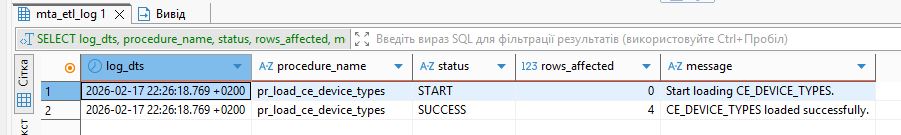 mta_etl_log 1 Вивід
SELECT log_dts, procedure_name, status, rows_affected, m Введіть вираз SQL для фільтрації результатів (використовуйте Ctrl+Пробіл)
Сітка
log_dts A-Z procedure_name A-Z status 123 rows_affected A-Z message
1 2026-02-17 22:26:18.769 +0200 pr_load_ce_device_types START 0 Start loading CE_DEVICE_TYPES.
2 2026-02-17 22:26:18.769 +0200 pr_load_ce_device_types SUCCESS 4 CE_DEVICE_TYPES loaded successfully.